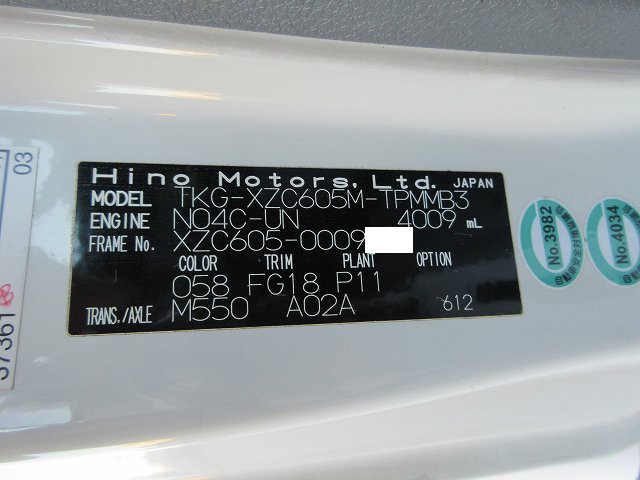 Hino Motors, Ltd. JAPAN
MODEL TKG-XZC605M-TPMMB3
ENGINE N04C-UN 4009 mL
FRAME No. XZC605-0009
COLOR TRIM PLANT OPTION
058 FG18 P11
TRANS./AXLE M550 A02A 612
03
37361
No.3982
No.4034